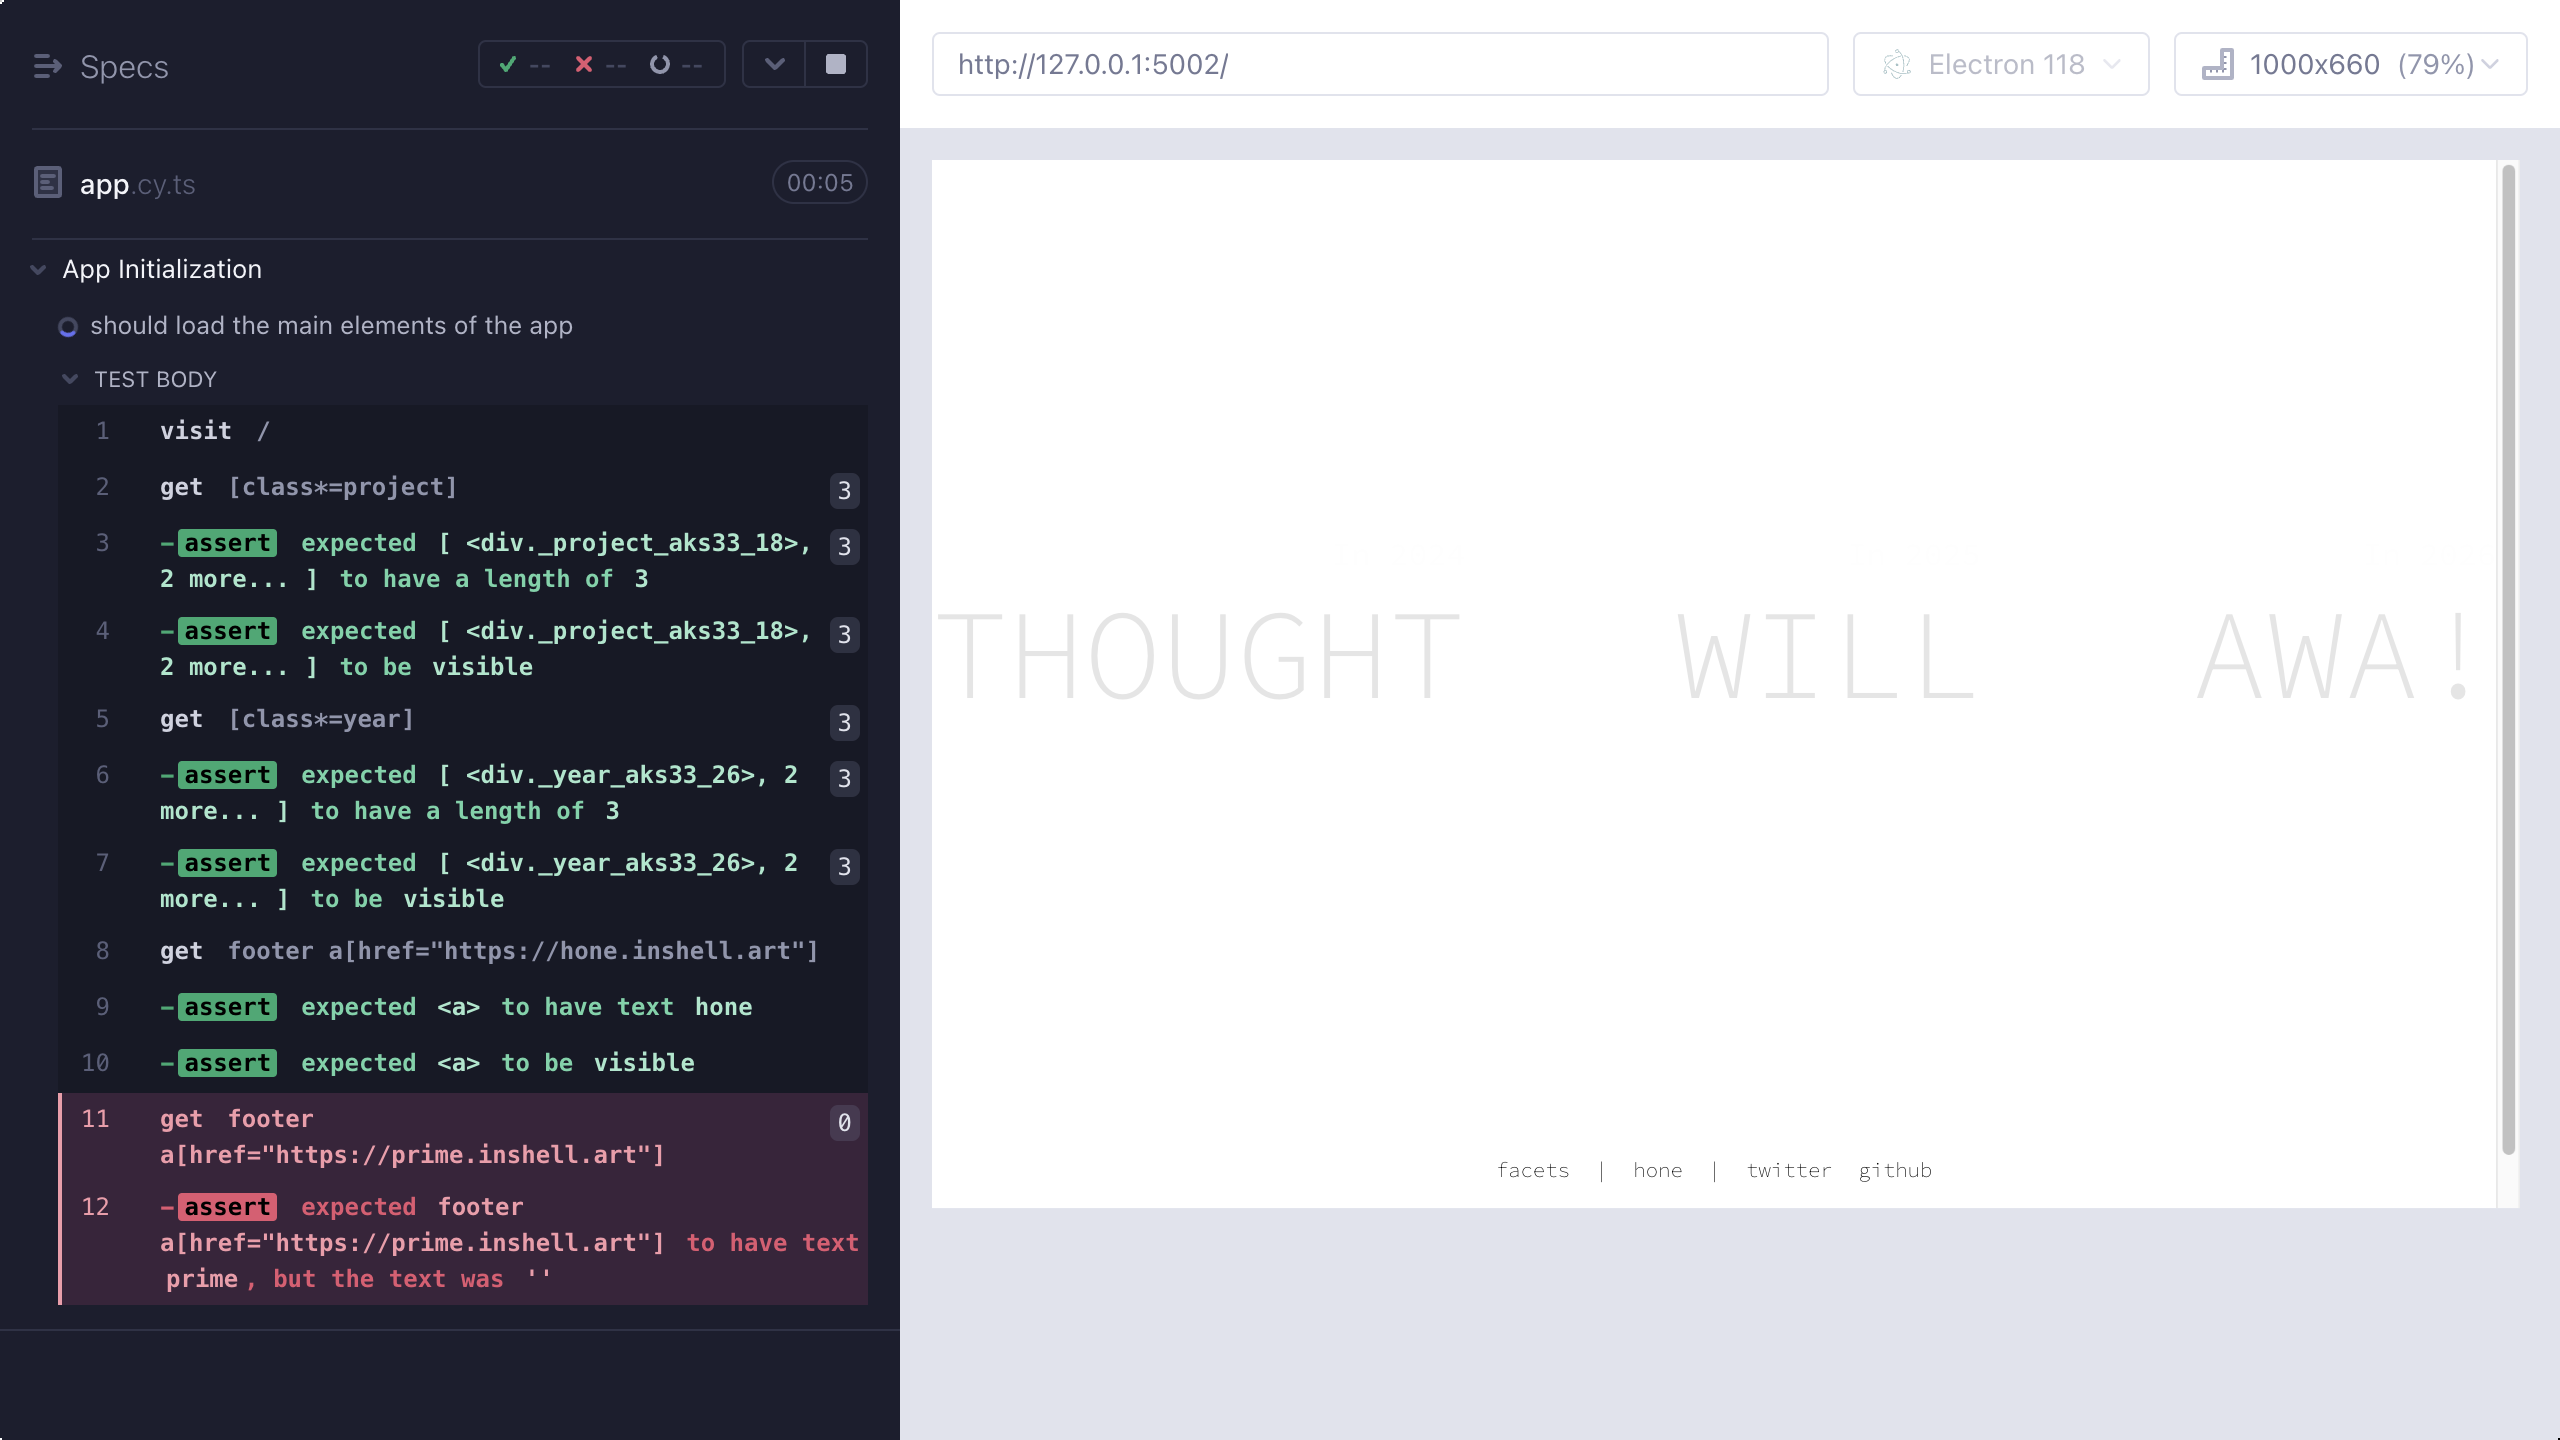 Specs
-- -- --
app.cy.ts 00:05
App Initialization
should load the main elements of the app
TEST BODY
1 visit /
2 get [class*=project] 3
3 -assert expected [ <div._project_aks33_18>, 3
2 more... ] to have a length of 3
4 -assert expected [ <div._project_aks33_18>, 3
2 more... ] to be visible
5 get [class*=year] 3
6 -assert expected [ <div._year_aks33_26>, 2 3
more... ] to have a length of 3
7 -assert expected [ <div._year_aks33_26>, 2 3
more... ] to be visible
8 get footer a[href="https://hone.inshell.art"]
9 -assert expected <a> to have text hone
10 -assert expected <a> to be visible
11 get footer 0
a[href="https://prime.inshell.art"]
12 -assert expected footer
a[href="https://prime.inshell.art"] to have text
prime, but the text was ''
http://127.0.0.1:5002/
Electron 118
1000x660 (79%)
THOUGHT WILL AWA!
facets | hone | twitter github